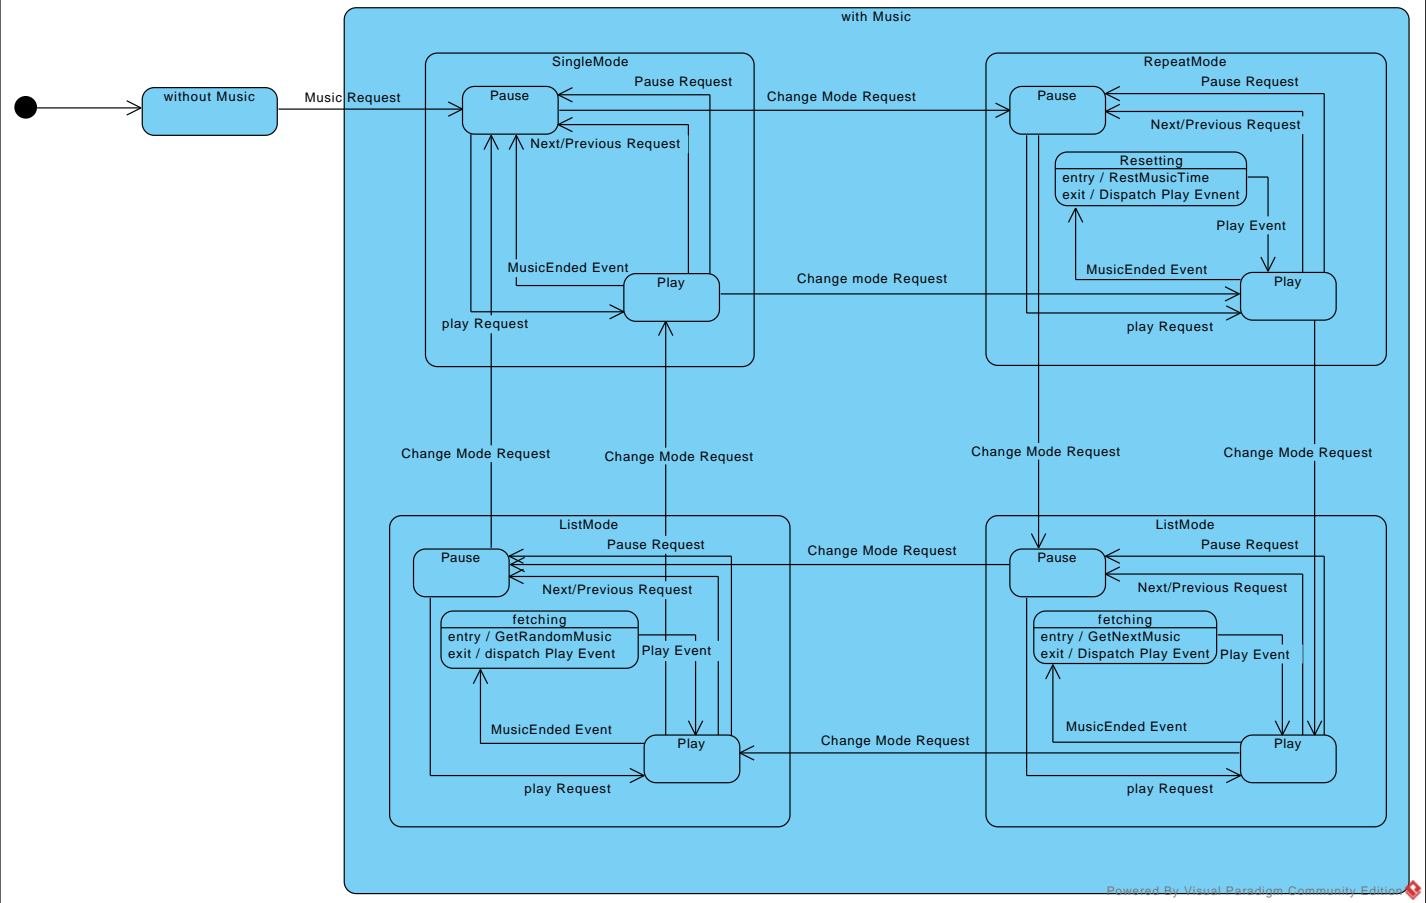 with Music
SingleMode
RepeatMode
without Music
Music Request
Pause
Pause Request
Change Mode Request
Pause
Pause Request
Next/Previous Request
Next/Previous Request
Resetting
entry / RestMusicTime
exit / Dispatch Play Evnent
Play Event
MusicEnded Event
Play
Change mode Request
MusicEnded Event
Play
play Request
play Request
Change Mode Request
Change Mode Request
Change Mode Request
Change Mode Request
ListMode
ListMode
Pause
Pause Request
Change Mode Request
Pause
Pause Request
Next/Previous Request
Next/Previous Request
fetching
entry / GetRandomMusic
exit / dispatch Play Event
Play Event
fetching
entry / GetNextMusic
exit / Dispatch Play Event
Play Event
MusicEnded Event
Play
Change Mode Request
MusicEnded Event
Play
play Request
play Request
Powered By Visual Paradigm Community Edition